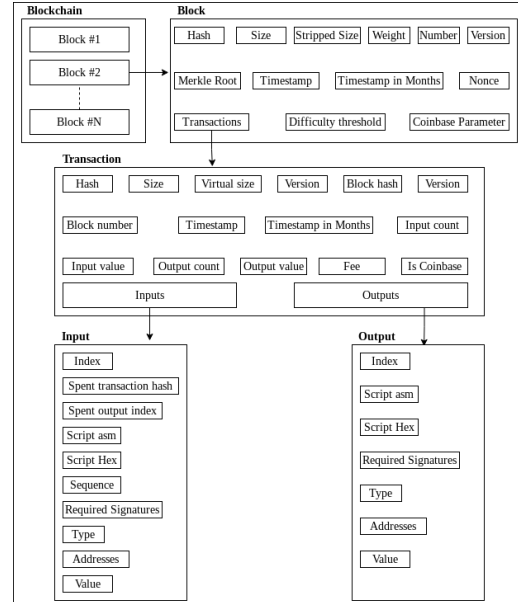 Blockchain
Block
Block #1
Block #2
Block #N
Hash Size Stripped Size Weight Number Version
Merkle Root Timestamp Timestamp in Months Nonce
Transactions Difficulty threshold Coinbase Parameter
Transaction
Hash Size Virtual size Version Block hash Version
Block number Timestamp Timestamp in Months Input count
Input value Output count Output value Fee Is Coinbase
Inputs Outputs
Input
Index
Spent transaction hash
Spent output index
Script asm
Script Hex
Sequence
Required Signatures
Type
Addresses
Value
Output
Index
Script asm
Script Hex
Required Signatures
Type
Addresses
Value